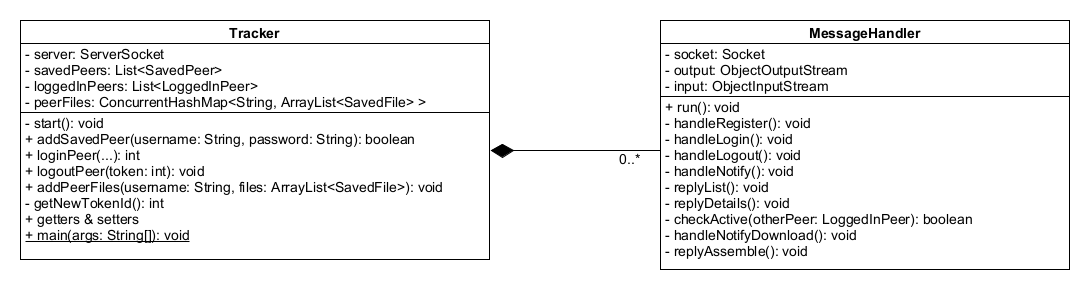 Tracker
- server: ServerSocket
- savedPeers: List<SavedPeer>
- loggedInPeers: List<LoggedInPeer>
- peerFiles: ConcurrentHashMap<String, ArrayList<SavedFile> >
- start(): void
+ addSavedPeer(username: String, password: String): boolean
+ loginPeer(...): int
+ logoutPeer(token: int): void
+ addPeerFiles(username: String, files: ArrayList<SavedFile>): void
- getNewTokenId(): int
+ getters & setters
+ main(args: String[]): void
0..*
MessageHandler
- socket: Socket
- output: ObjectOutputStream
- input: ObjectInputStream
+ run(): void
- handleRegister(): void
- handleLogin(): void
- handleLogout(): void
- handleNotify(): void
- replyList(): void
- replyDetails(): void
- checkActive(otherPeer: LoggedInPeer): boolean
- handleNotifyDownload(): void
- replyAssemble(): void